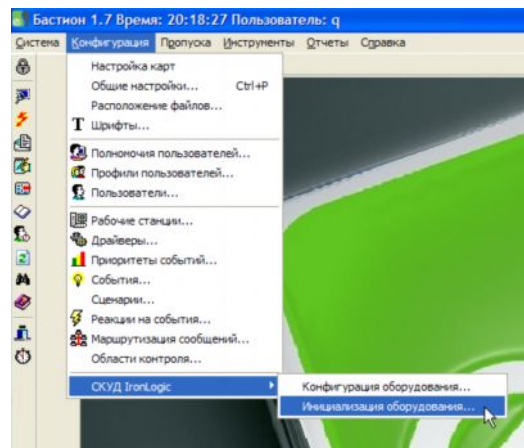 Бастион 1.7 Время: 20:18:27 Пользователь: q
Система Конфигурация Пропуска Инструменты Отчеты Справка
Настройка карт
Общие настройки... Ctrl+P
Расположение файлов...
Шрифты...
Полномочия пользователей...
Профили пользователей...
Пользователи...
Рабочие станции...
Драйверы...
Приоритеты событий...
События...
Сценарии...
Реакции на события...
Маршрутизация сообщений...
Области контроля...
СКУД IronLogic
Конфигурация оборудования...
Инициализация оборудования...